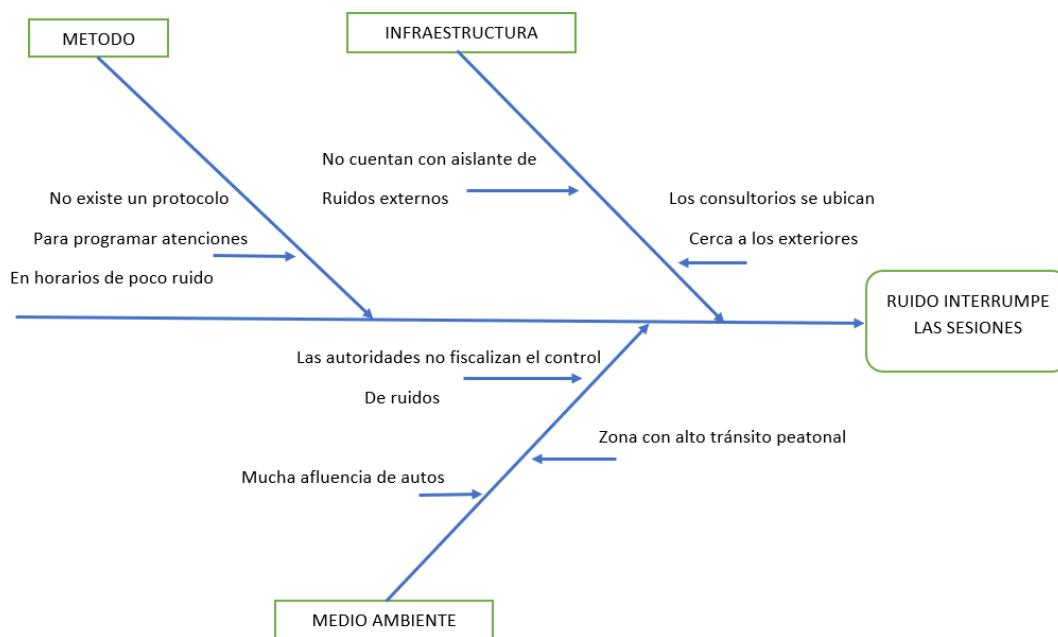 METODO
INFRAESTRUCTURA
No existe un protocolo
Para programar atenciones
En horarios de poco ruido
No cuentan con aislante de
Ruidos externos
Los consultorios se ubican
Cerca a los exteriores
RUIDO INTERRUMPE
LAS SESIONES
Las autoridades no fiscalizan el control
De ruidos
Zona con alto tránsito peatonal
Mucha afluencia de autos
MEDIO AMBIENTE